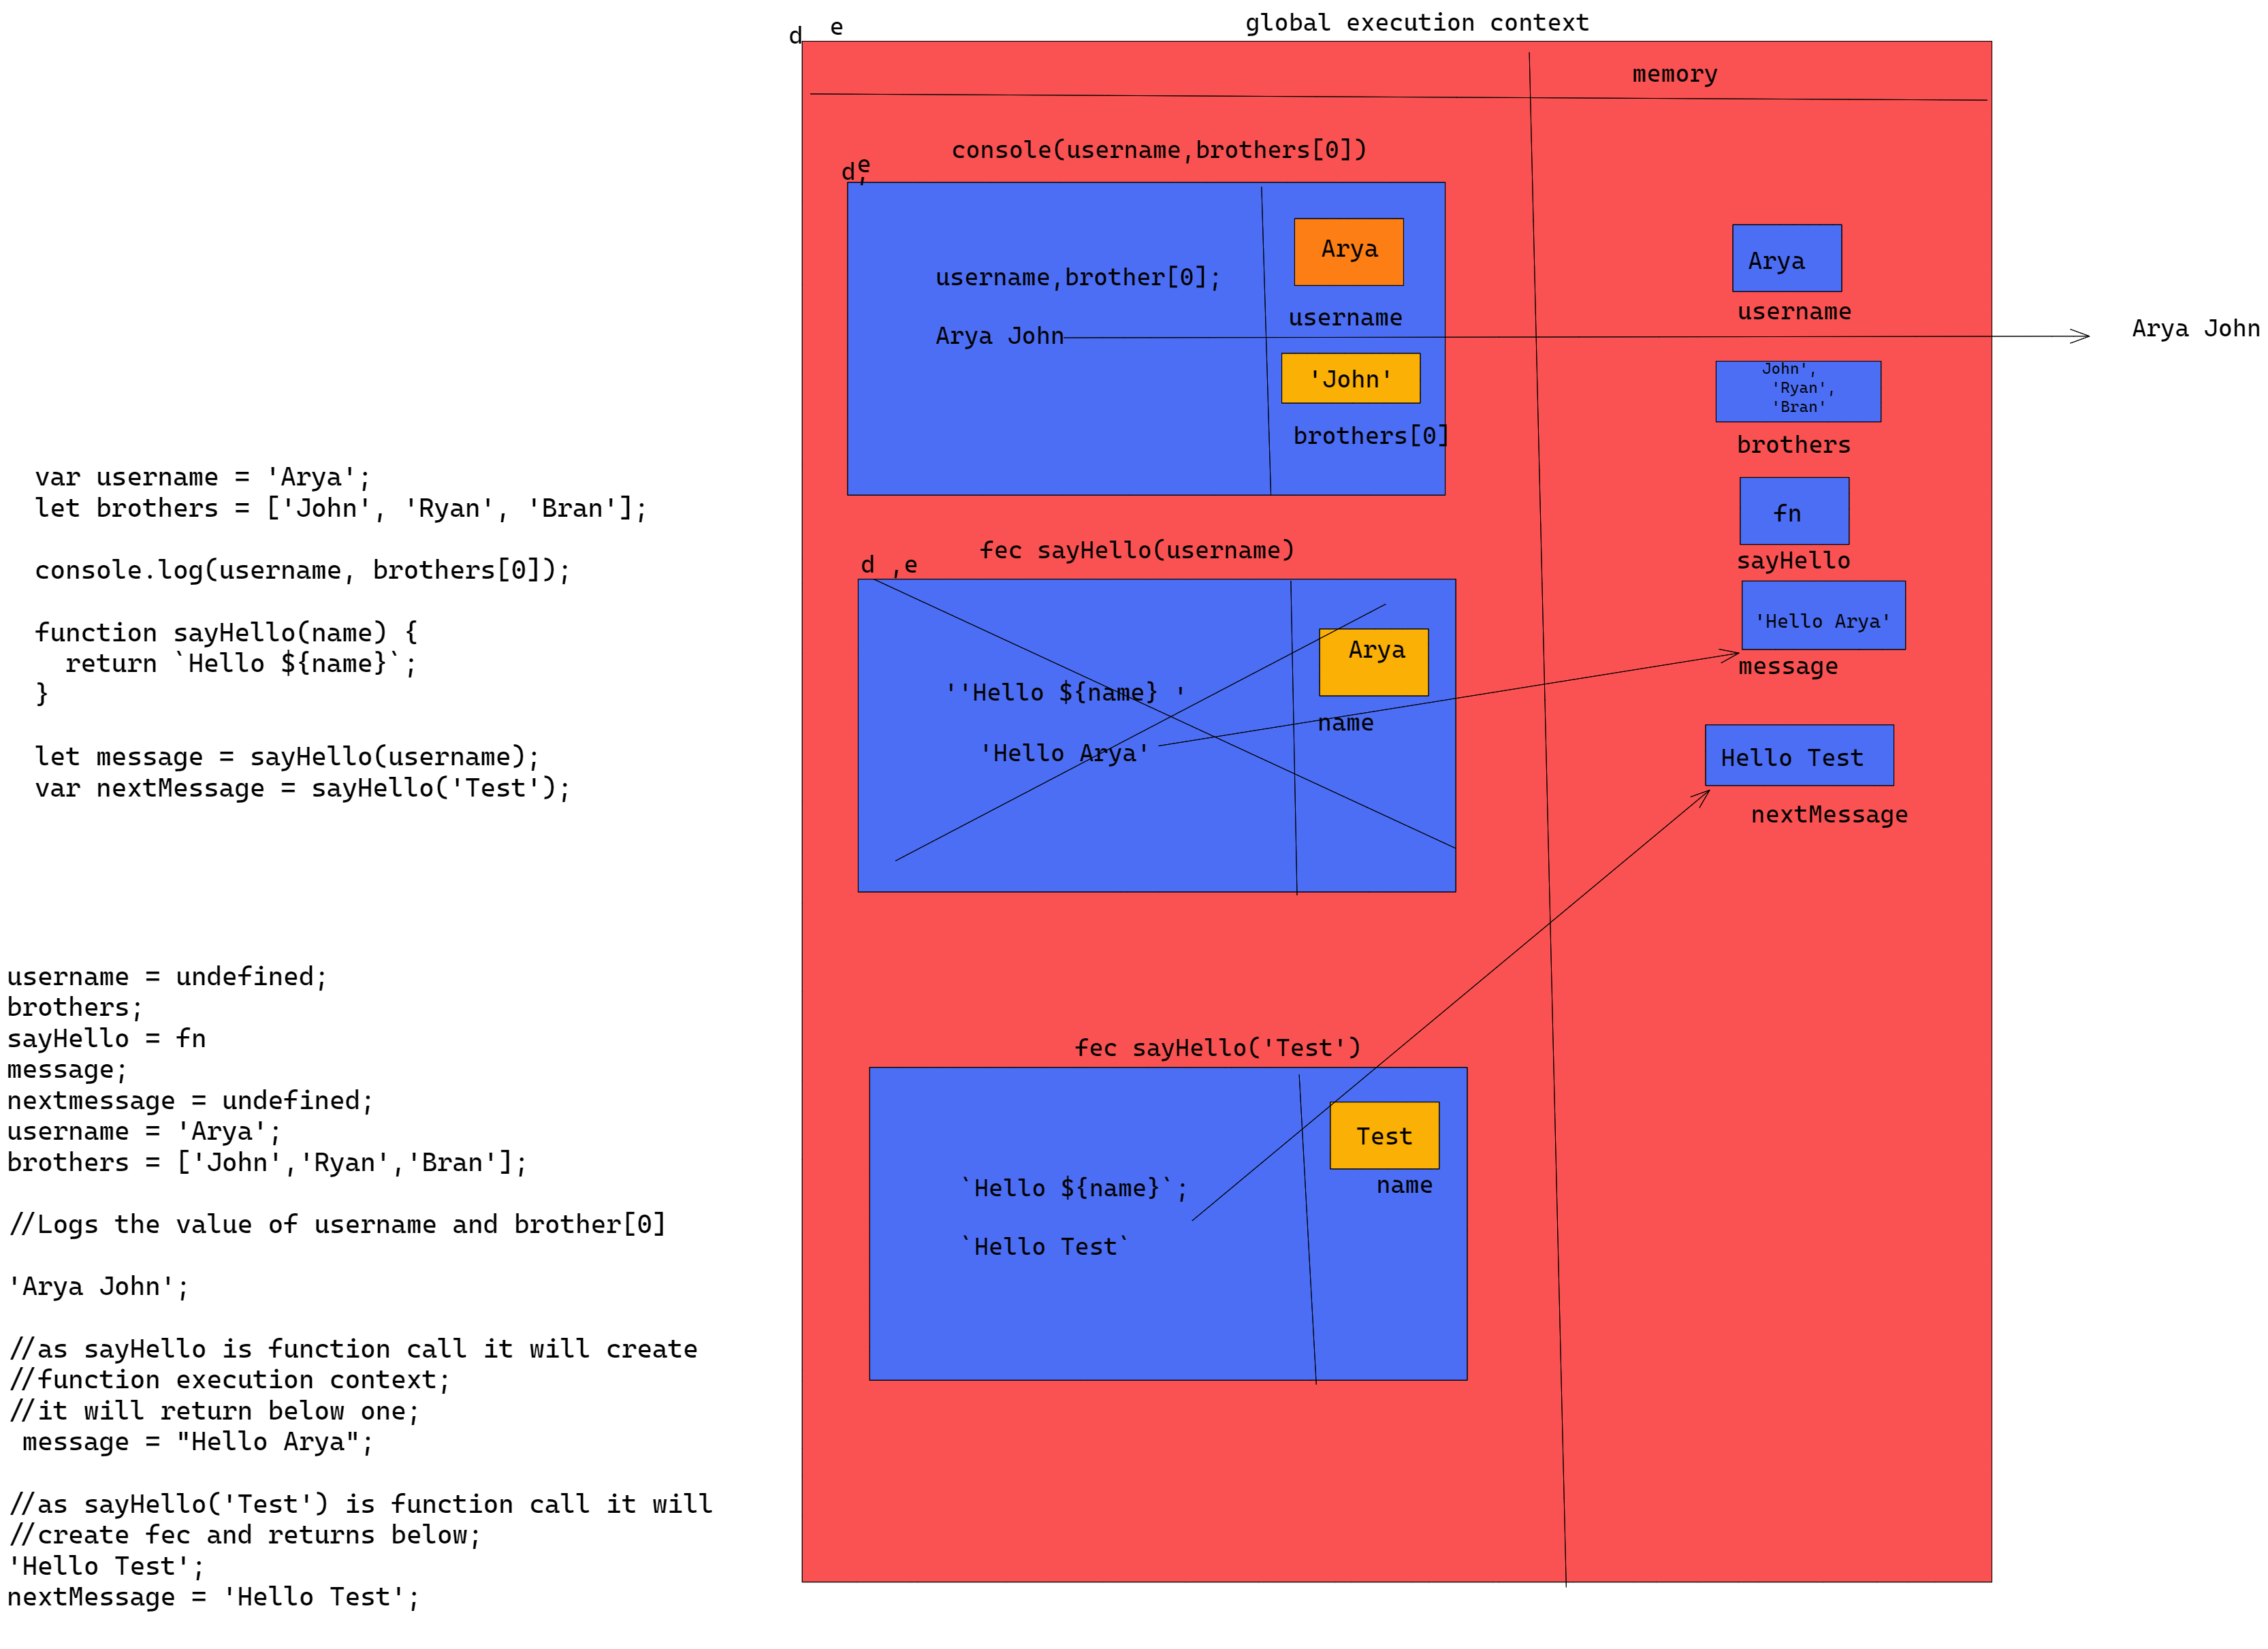 var username = 'Arya';
let brothers = ['John', 'Ryan', 'Bran'];
console.log(username, brothers[0]);
function sayHello(name) {
  return `Hello ${name}`;
}
let message = sayHello(username);
var nextMessage = sayHello('Test');
username = undefined;
brothers;
sayHello = fn
message;
nextmessage = undefined;
username = 'Arya';
brothers = ['John','Ryan','Bran'];
//Logs the value of username and brother[0]
'Arya John';
//as sayHello is function call it will create
//function execution context;
//it will return below one;
 message = "Hello Arya";
//as sayHello('Test') is function call it will
//create fec and returns below;
'Hello Test';
nextMessage = 'Hello Test';
global execution context
d e
memory
console(username,brothers[0])
d,e
username,brother[0];
Arya John
Arya
username
'John'
brothers[0]
fec sayHello(username)
d ,e
''Hello ${name} '
'Hello Arya'
Arya
name
fec sayHello('Test')
`Hello ${name}`;
`Hello Test`
Test
name
Arya
username
John',
'Ryan',
'Bran'
brothers
fn
sayHello
'Hello Arya'
message
Hello Test
nextMessage
Arya John